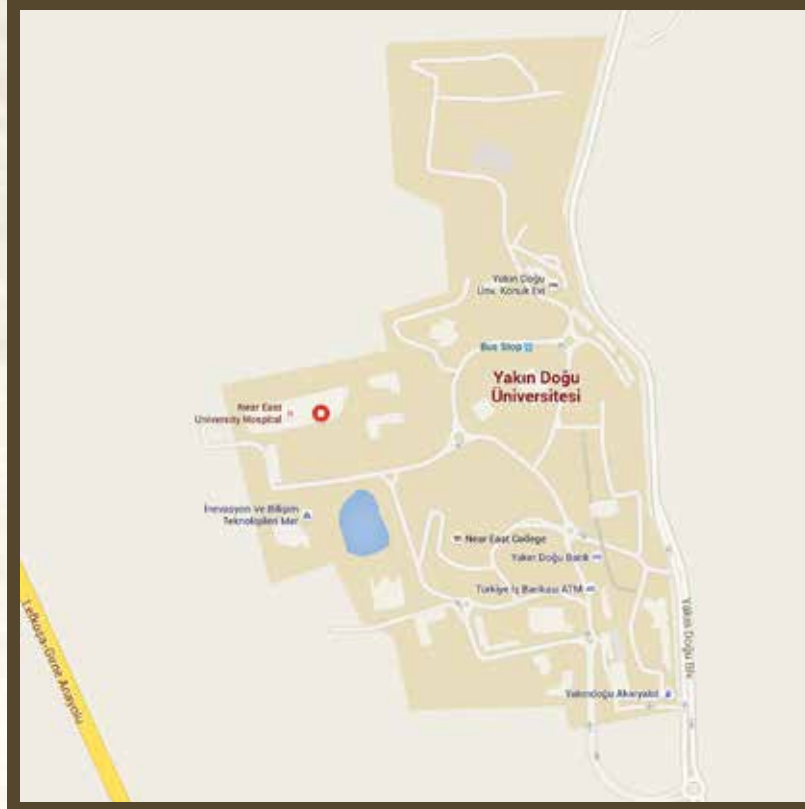 Yakın Doğu
Ünv. Konuk Evi
Bus Stop
Yakın Doğu
Üniversitesi
Near East
University Hospital
İnovasyon Ve Bilişim
Teknolojileri Mer
Near East College
Yakın Doğu Bank
Türkiye İş Bankası ATM
Lefkoşa-Girne Anayolu
Yakın Doğu Blv
Yakındoğu Akaryakıt